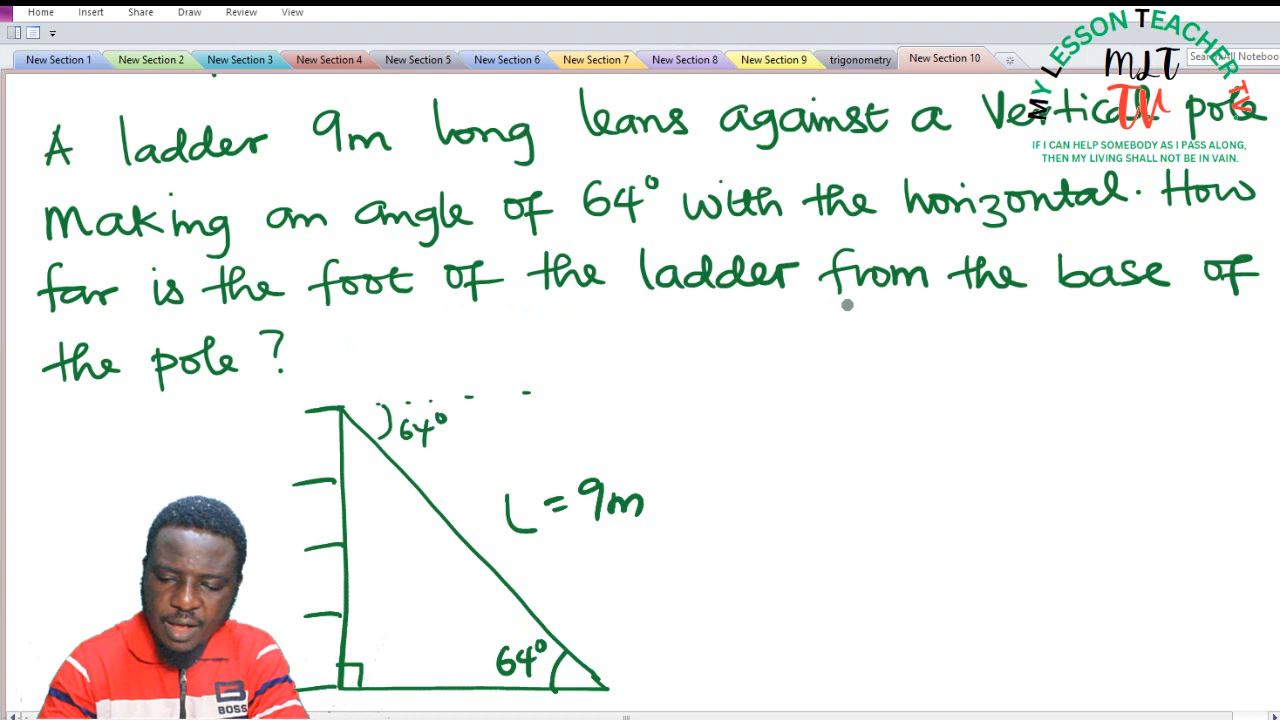 Home Insert Share Draw Review View
New Section 1 New Section 2 New Section 3 New Section 4 New Section 5 New Section 6 New Section 7 New Section 8 New Section 9 trigonometry New Section 10
MY LESSON TEACHER TV
MLT
TV
IF I CAN HELP SOMEBODY AS I PASS ALONG,
THEN MY LIVING SHALL NOT BE IN VAIN.
A ladder 9m long leans against a vertical pole
making an angle of 64° with the horizontal. How
far is the foot of the ladder from the base of
the pole?
64°
L = 9m
64°
B
BOSS